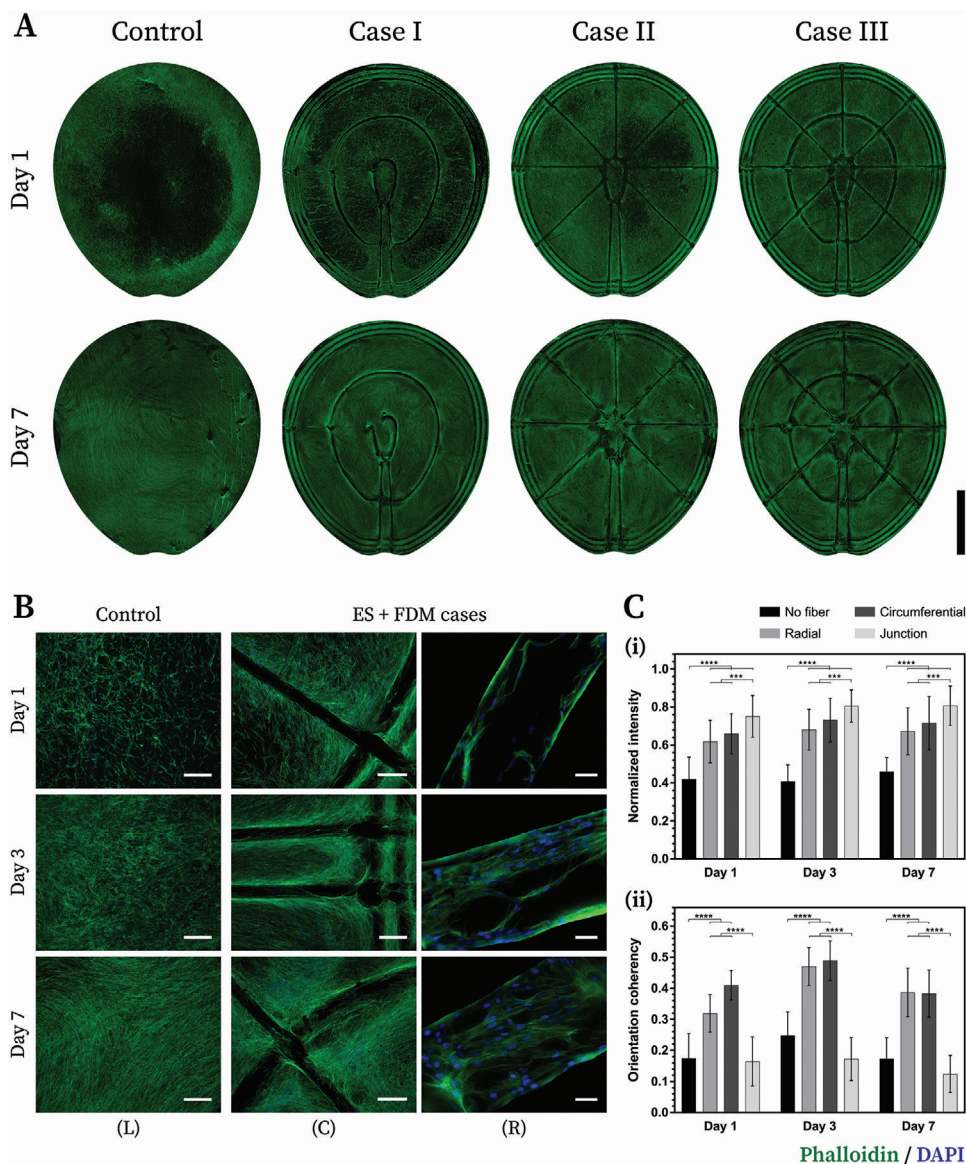 A
Control Case I Case II Case III
Day 1
Day 7
B
Control ES + FDM cases
Day 1
Day 3
Day 7
(L) (C) (R)
C
No fiber Circumferential
Radial Junction
(i)
Normalized intensity
1.0
0.8
0.6
0.4
0.2
0.0
**** *** **** *** **** ***
Day 1 Day 3 Day 7
(ii)
Orientation coherency
0.6
0.5
0.4
0.3
0.2
0.1
0.0
**** **** **** **** **** ****
Day 1 Day 3 Day 7
Phalloidin / DAPI